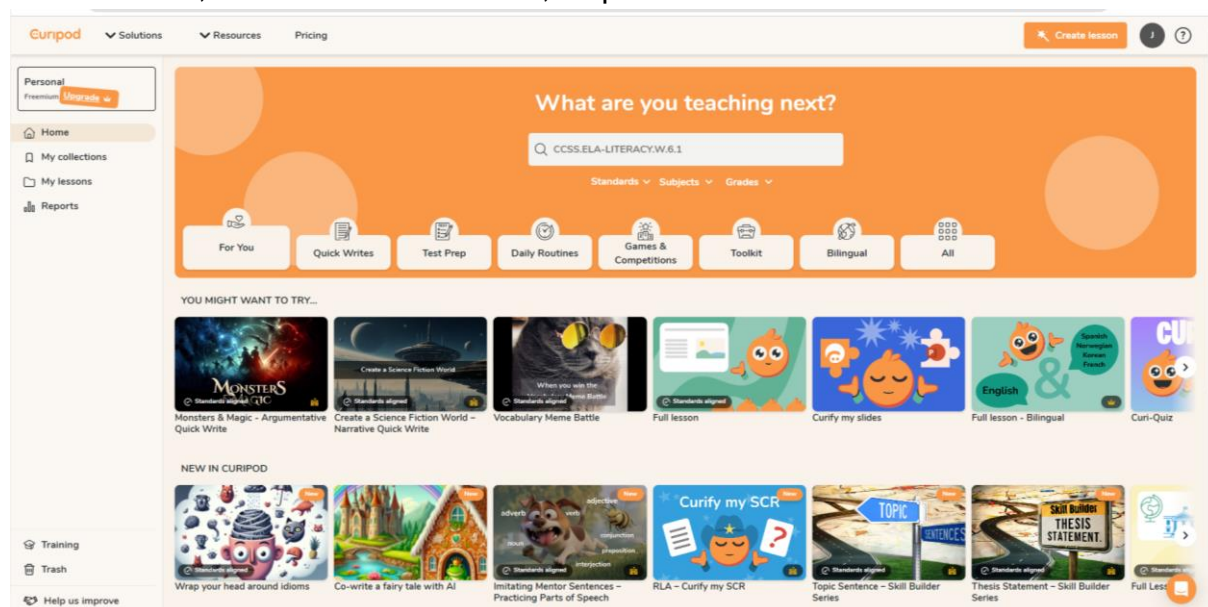 Curipod
Solutions
Resources
Pricing
Create lesson
J
?
Personal
Freemium Upgrade
Home
My collections
My lessons
Reports
Training
Trash
Help us improve
What are you teaching next?
CCSS.ELA-LITERACY.W.6.1
Standards
Subjects
Grades
For You
Quick Writes
Test Prep
Daily Routines
Games &
Competitions
Toolkit
Bilingual
All
YOU MIGHT WANT TO TRY...
MONSTERS
Standards aligned
Monsters & Magic - Argumentative
Quick Write
Create a Science Fiction World
Standards aligned
Create a Science Fiction World –
Narrative Quick Write
When you win the
Vocabulary Meme Battle
Standards aligned
Vocabulary Meme Battle
Standards aligned
Full lesson
Curify my slides
English
&
Spanish
Norwegian
Korean
French
Full lesson - Bilingual
CU
Curi-Quiz
NEW IN CURIPOD
New
Standards aligned
Wrap your head around idioms
New
Co-write a fairy tale with AI
adjective
adverb
verb
noun
conjunction
preposition
interjection
New
Standards aligned
Imitating Mentor Sentences –
Practicing Parts of Speech
Curify my SCR
New
?
RLA – Curify my SCR
TOPIC
SENTENCES
New
Standards aligned
Topic Sentence – Skill Builder
Series
Skill Builder
THESIS
STATEMENT.
New
Standards aligned
Thesis Statement – Skill Builder
Series
Standards aligned
Full Less